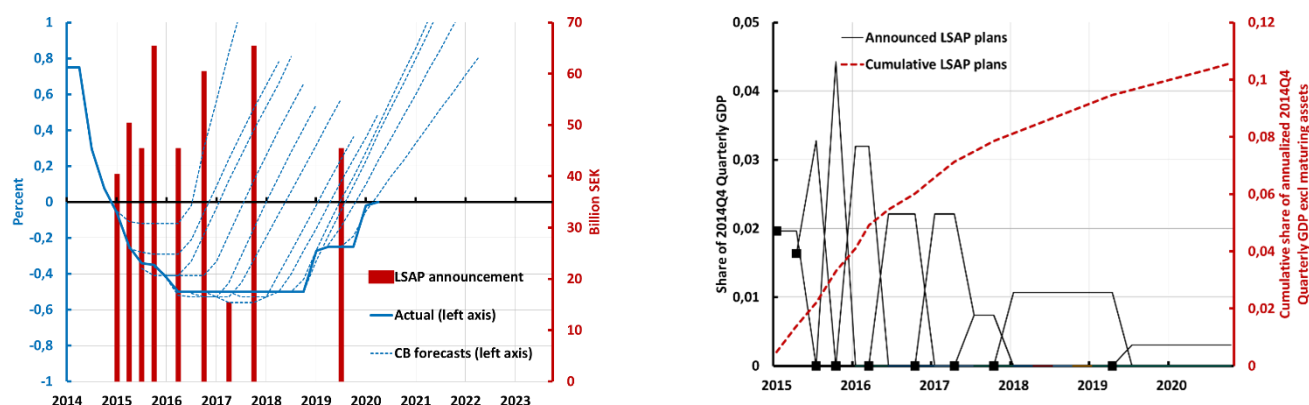 1
0,8
0,6
0,4
0,2
0
-0,2
-0,4
-0,6
-0,8
-1
Percent
70
60
50
40
30
20
10
0
Billion SEK
LSAP announcement
Actual (left axis)
CB forecasts (left axis)
2014 2015 2016 2017 2018 2019 2020 2021 2022 2023
0,05
0,04
0,03
0,02
0,01
0
Share of 2014Q4 Quarterly GDP
Announced LSAP plans
Cumulative LSAP plans
0,12
0,1
0,08
0,06
0,04
0,02
0
Cumulative share of annualized 2014Q4
Quarterly GDP excl maturing assets
2015 2016 2017 2018 2019 2020